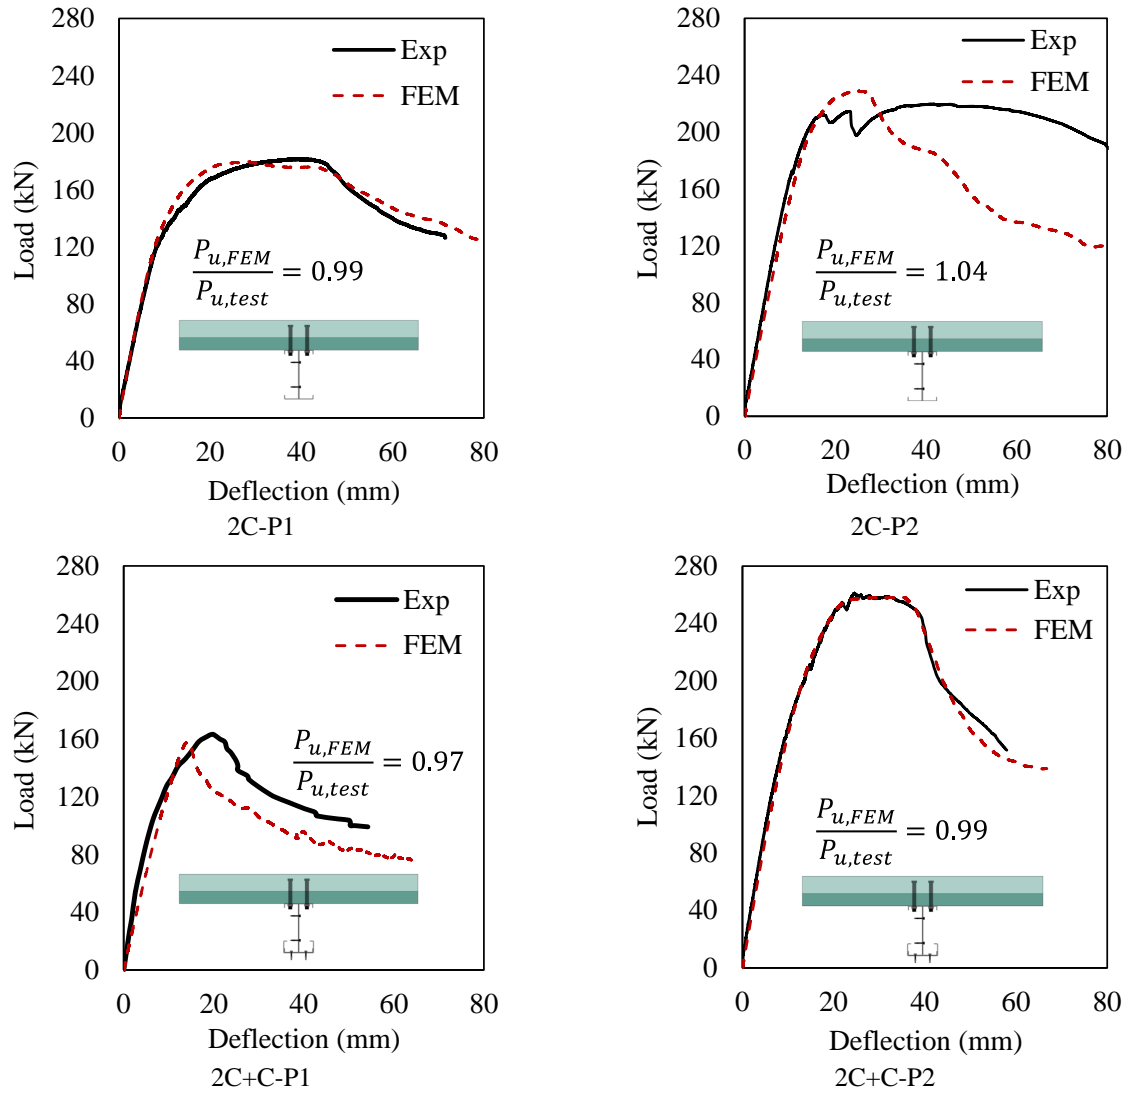 280
240
200
160
120
80
40
0
Load (kN)
Exp
FEM
P_{u,FEM}
P_{u,test}
= 0.99
0 20 40 60 80
Deflection (mm)
2C-P1
280
240
200
160
120
80
40
0
Load (kN)
Exp
FEM
P_{u,FEM}
P_{u,test}
= 1.04
0 20 40 60 80
Deflection (mm)
2C-P2
280
240
200
160
120
80
40
0
Load (kN)
Exp
FEM
P_{u,FEM}
P_{u,test}
= 0.97
0 20 40 60 80
Deflection (mm)
2C+C-P1
280
240
200
160
120
80
40
0
Load (kN)
Exp
FEM
P_{u,FEM}
P_{u,test}
= 0.99
0 20 40 60 80
Deflection (mm)
2C+C-P2